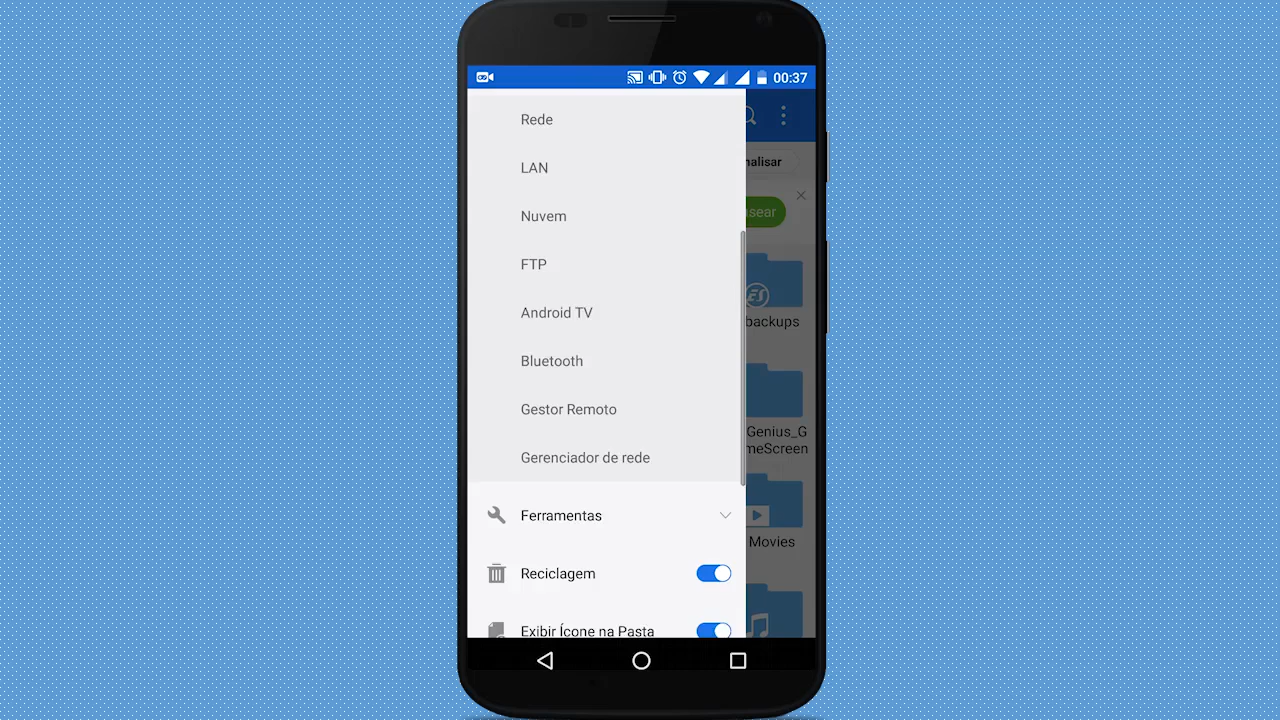 00:37
Rede
nalisar
LAN
Nuvem
sear
FTP
ES
Android TV
backups
Bluetooth
Gestor Remoto
Genius_G
meScreen
Gerenciador de rede
Ferramentas
Movies
Reciclagem
Exibir Ícone na Pasta